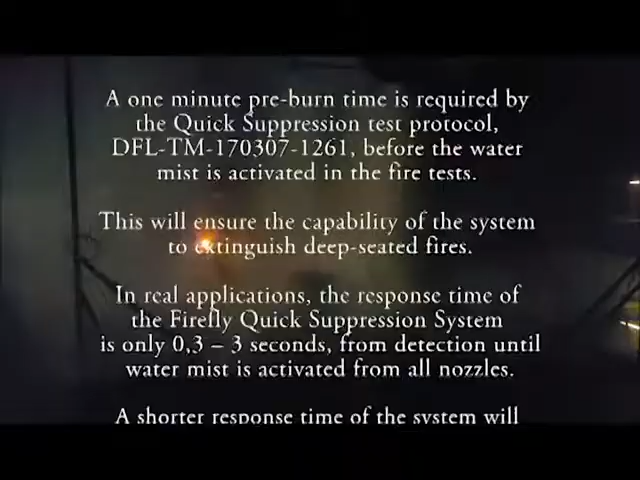 A one minute pre-burn time is required by
the Quick Suppression test protocol,
DFL-TM-170307-1261, before the water
mist is activated in the fire tests.
This will ensure the capability of the system
to extinguish deep-seated fires.
In real applications, the response time of
the Firefly Quick Suppression System
is only 0,3 – 3 seconds, from detection until
water mist is activated from all nozzles.
A shorter response time of the system will